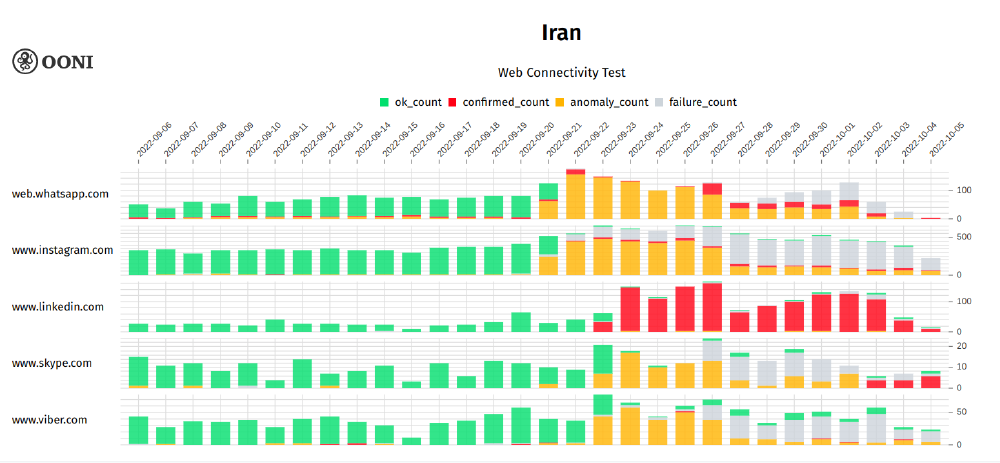 Iran
OONI
Web Connectivity Test
ok_count confirmed_count anomaly_count failure_count
2022-09-06 2022-09-07 2022-09-08 2022-09-09 2022-09-10 2022-09-11 2022-09-12 2022-09-13 2022-09-14 2022-09-15 2022-09-16 2022-09-17 2022-09-18 2022-09-19 2022-09-20 2022-09-21 2022-09-22 2022-09-23 2022-09-24 2022-09-25 2022-09-26 2022-09-27 2022-09-28 2022-09-29 2022-09-30 2022-10-01 2022-10-02 2022-10-03 2022-10-04 2022-10-05
web.whatsapp.com 100
0
www.instagram.com 500
0
www.linkedin.com 100
0
www.skype.com 20
10
0
www.viber.com 50
0